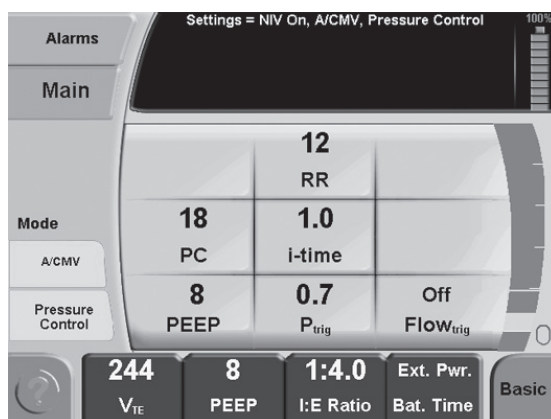 Alarms
Settings = NIV On, A/CMV, Pressure Control
100%
Main
12
RR
Mode
18
PC
1.0
i-time
A/CMV
Pressure
Control
8
PEEP
0.7
Ptrig
Off
Flowtrig
?
244
VTE
8
PEEP
1:4.0
I:E Ratio
Ext. Pwr.
Bat. Time
Basic